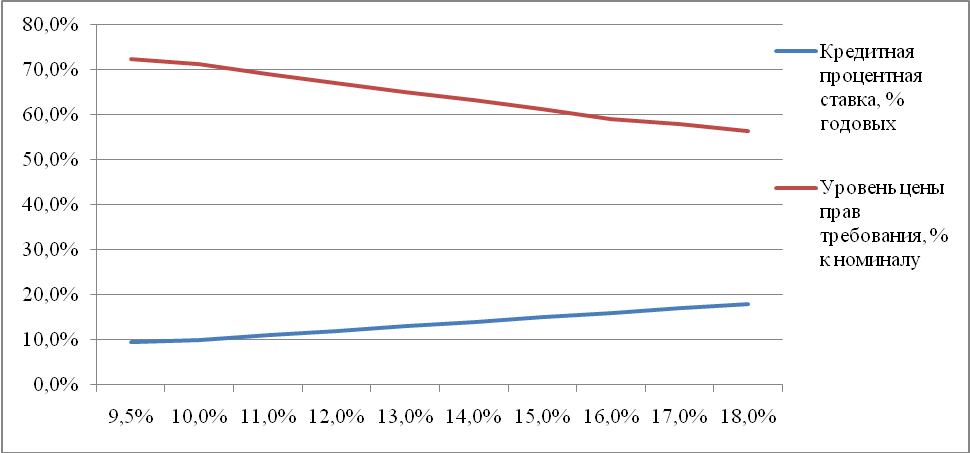 80,0%
70,0%
60,0%
50,0%
40,0%
30,0%
20,0%
10,0%
0,0%
9,5% 10,0% 11,0% 12,0% 13,0% 14,0% 15,0% 16,0% 17,0% 18,0%
Кредитная
процентная
ставка, %
годовых
Уровень цены
прав
требования, %
к номиналу